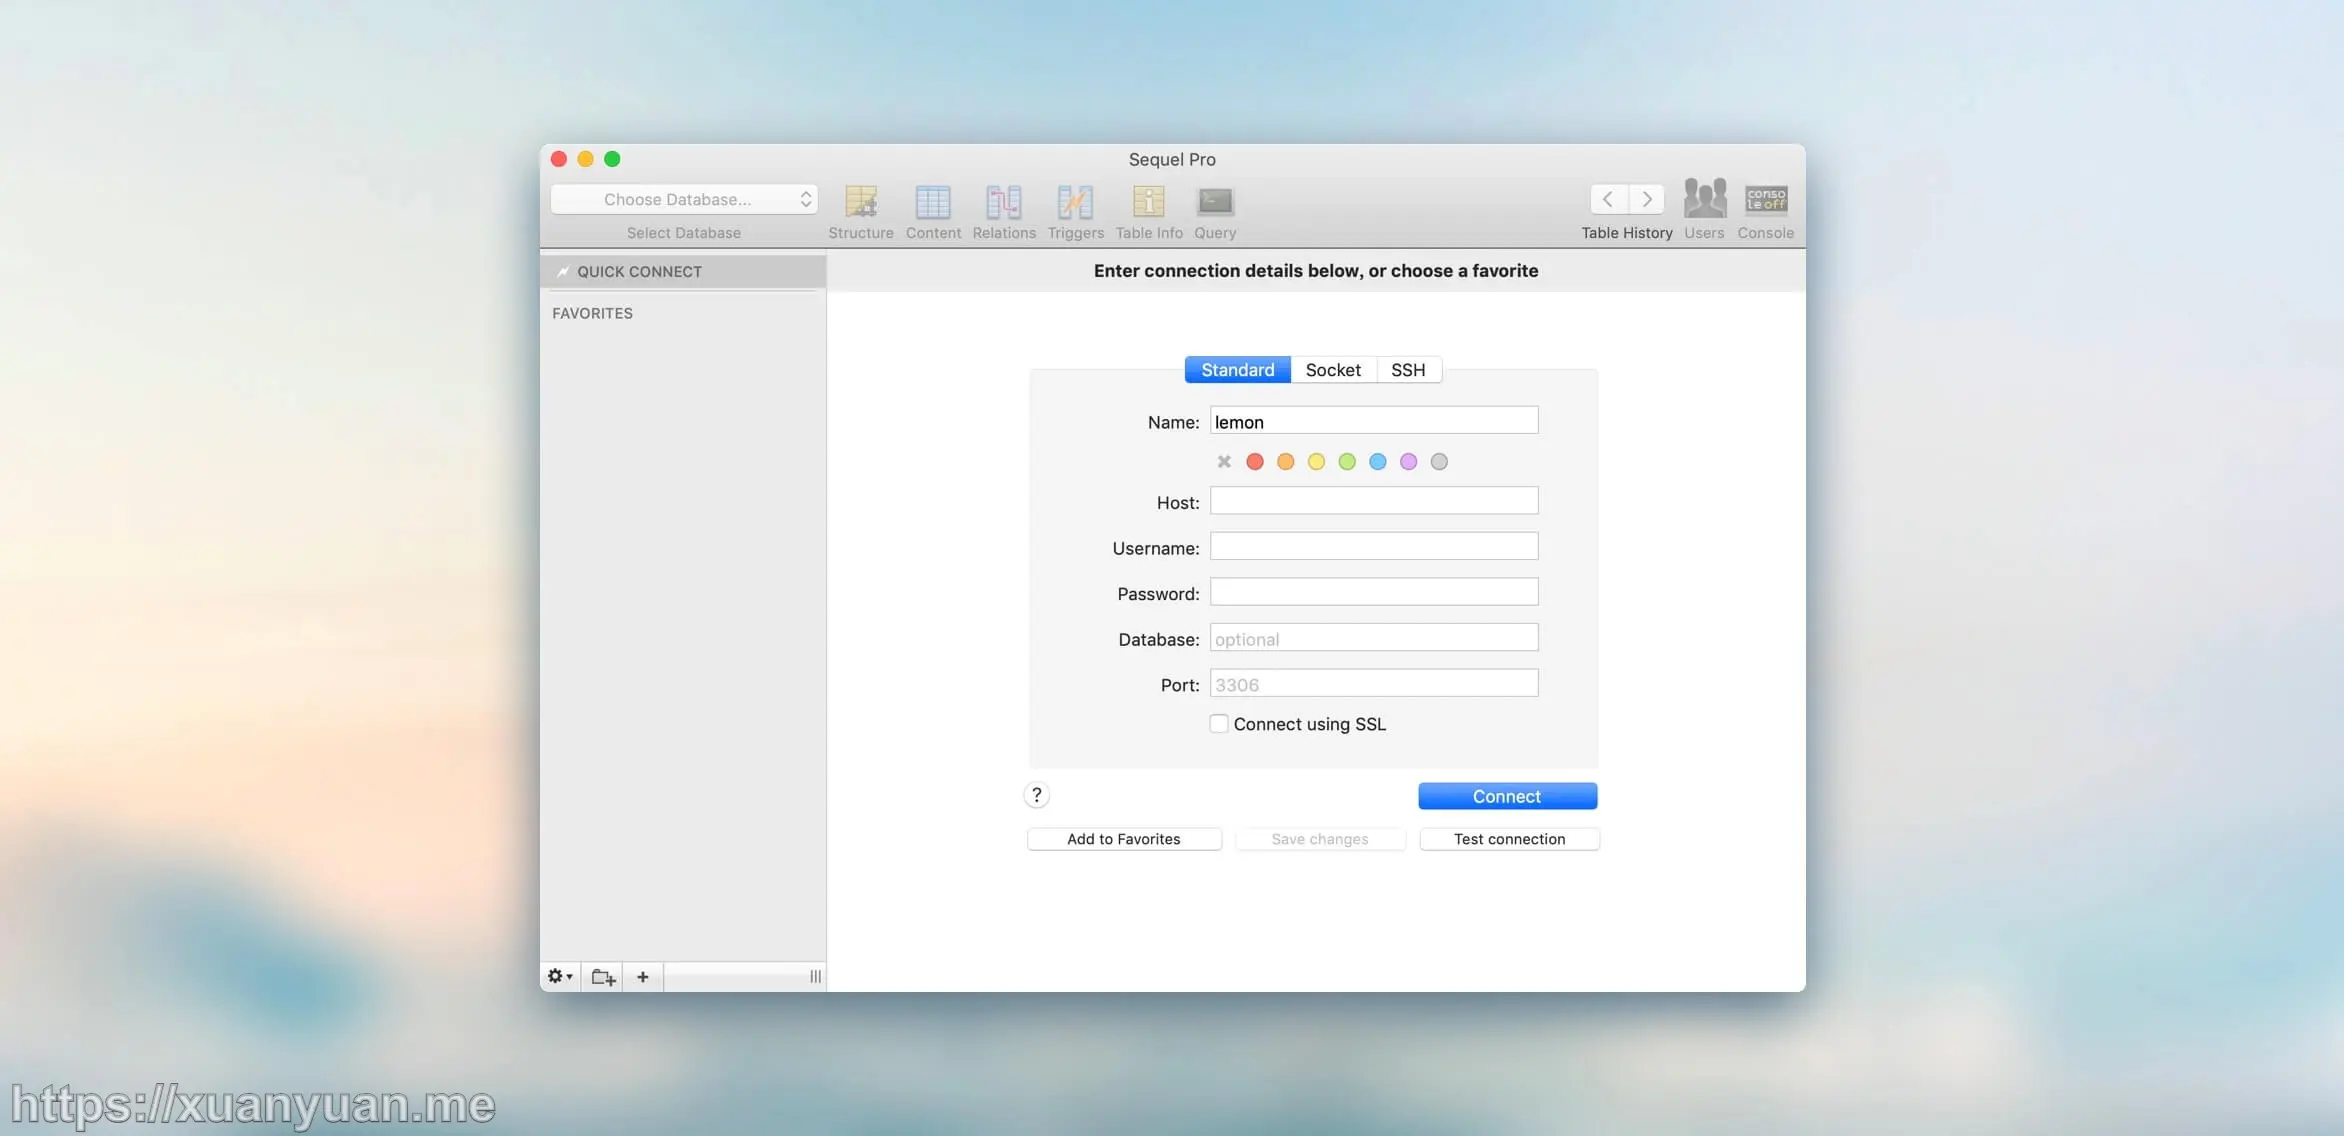 Sequel Pro
Choose Database...
Select Database
Structure
Content
Relations
Triggers
Table Info
Query
Table History
Users
conso
le off
Console
QUICK CONNECT
Enter connection details below, or choose a favorite
FAVORITES
Standard
Socket
SSH
Name: lemon
Host:
Username:
Password:
Database: optional
Port: 3306
Connect using SSL
?
Connect
Add to Favorites
Save changes
Test connection
https://xuanyuan.me